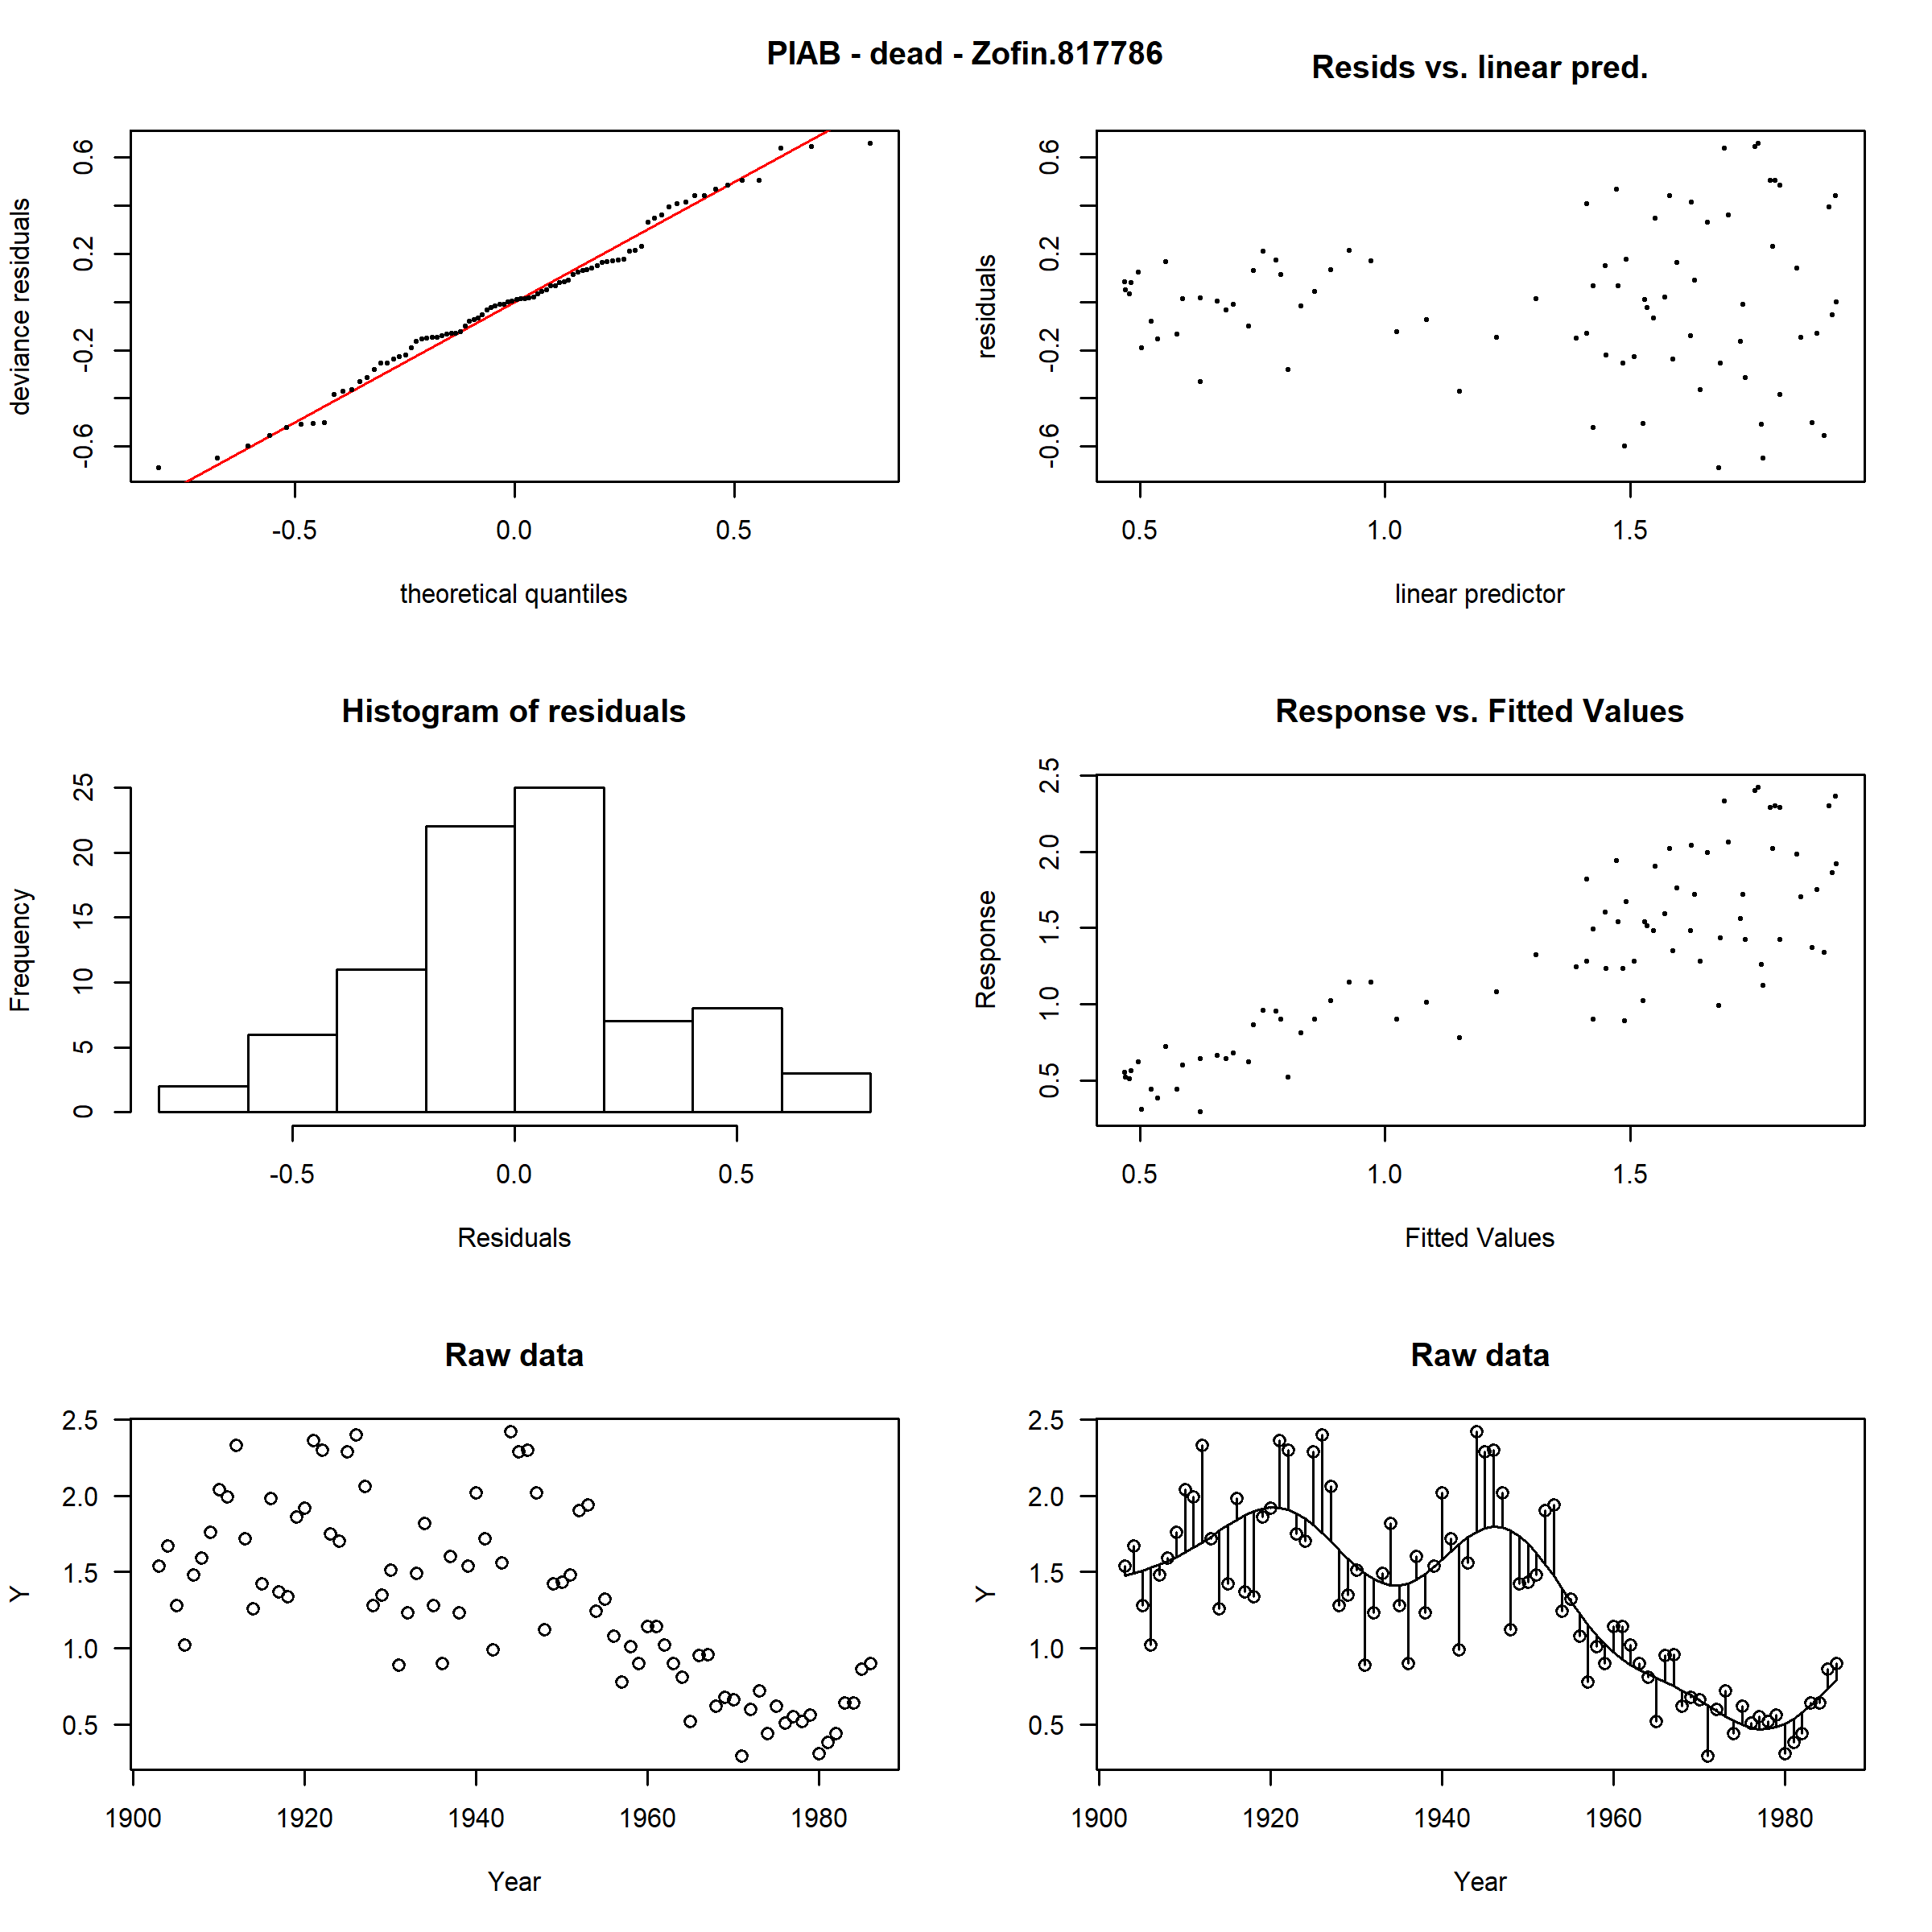 PIAB - dead - Zofin.817786
Resids vs. linear pred.
deviance residuals
-0.6 -0.2 0.2 0.6
-0.5 0.0 0.5
theoretical quantiles
residuals
-0.6 -0.2 0.2 0.6
0.5 1.0 1.5
linear predictor
Histogram of residuals
Frequency
0 5 10 15 20 25
-0.5 0.0 0.5
Residuals
Response vs. Fitted Values
Response
0.5 1.0 1.5 2.0 2.5
0.5 1.0 1.5
Fitted Values
Raw data
Y
2.5
2.0
1.5
1.0
0.5
1900 1920 1940 1960 1980
Year
Raw data
Y
2.5
2.0
1.5
1.0
0.5
1900 1920 1940 1960 1980
Year